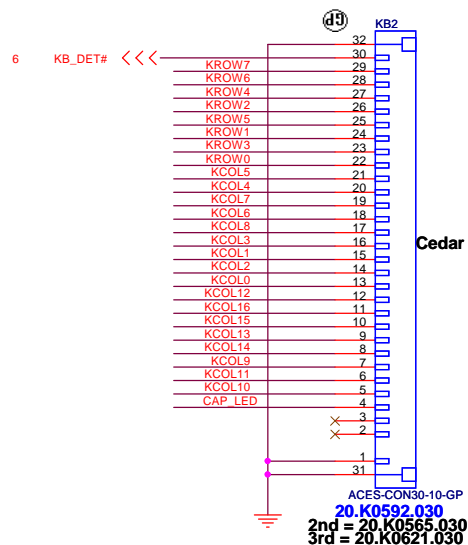 GP
KB2
32
6 KB_DET# 30
KROW7 29
KROW6 28
KROW4 27
KROW2 26
KROW5 25
KROW1 24
KROW3 23
KROW0 22
KCOL5 21
KCOL4 20
KCOL7 19
KCOL6 18
KCOL8 17
KCOL3 16
Cedar
KCOL1 15
KCOL2 14
KCOL0 13
KCOL12 12
KCOL16 11
KCOL15 10
KCOL13 9
KCOL14 8
KCOL9 7
KCOL11 6
KCOL10 5
CAP_LED 4
3
2
1
31
ACES-CON30-10-GP
20.K0592.030
2nd = 20.K0565.030
3rd = 20.K0621.030